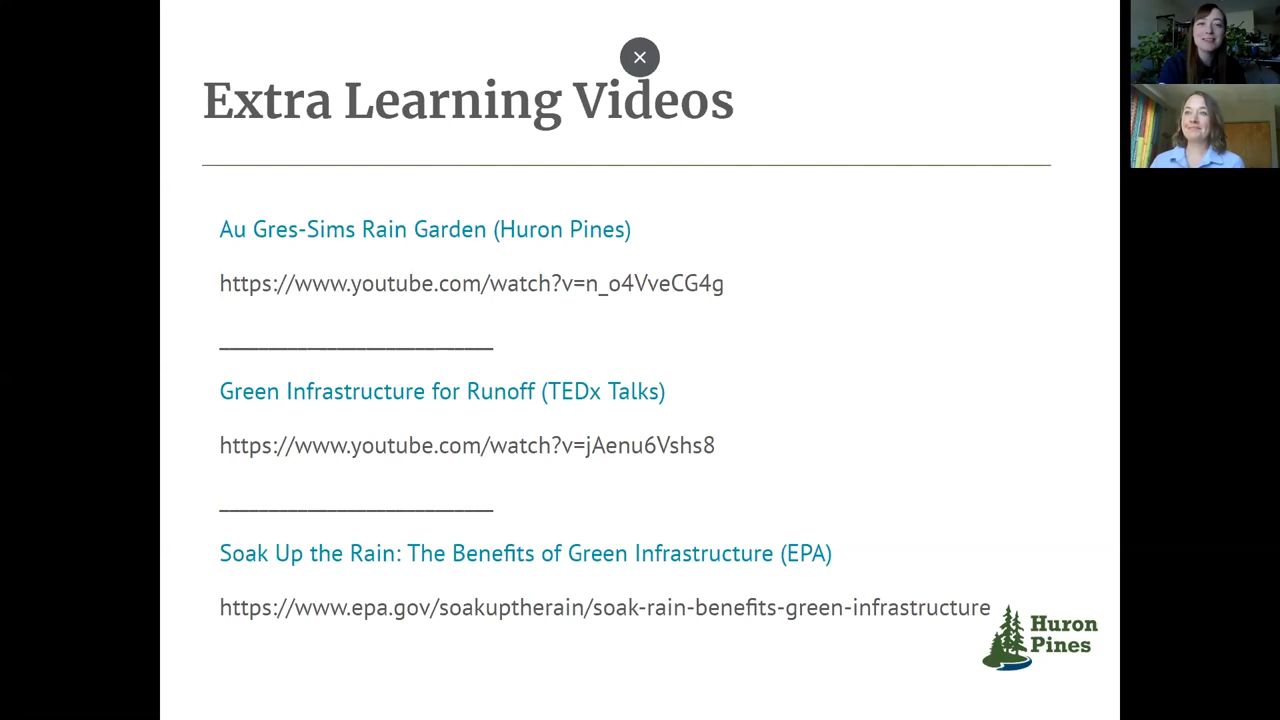 Extra Learning Videos
Au Gres-Sims Rain Garden (Huron Pines)
https://www.youtube.com/watch?v=n_o4VveCG4g
____________________________
Green Infrastructure for Runoff (TEDx Talks)
https://www.youtube.com/watch?v=jAenu6Vshs8
____________________________
Soak Up the Rain: The Benefits of Green Infrastructure (EPA)
https://www.epa.gov/soakuptherain/soak-rain-benefits-green-infrastructure
Huron
Pines